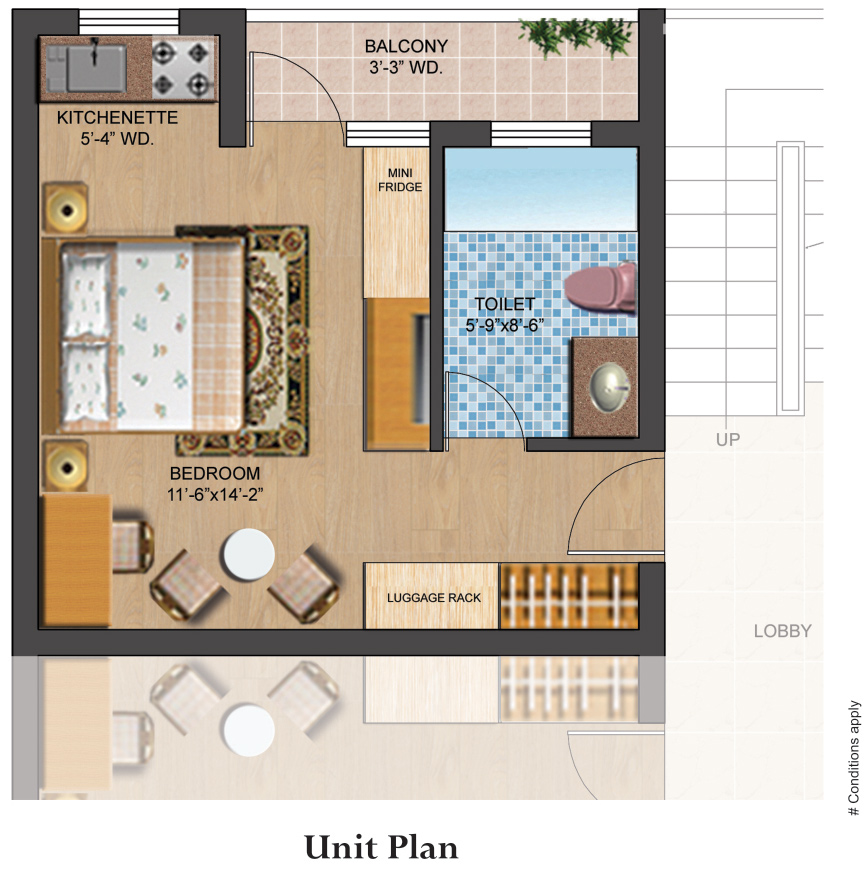 BALCONY
3'-3" WD.
KITCHENETTE
5'-4" WD.
MINI
FRIDGE
TOILET
5'-9"x8'-6"
UP
BEDROOM
11'-6"x14'-2"
LUGGAGE RACK
LOBBY
# Conditions apply
Unit Plan